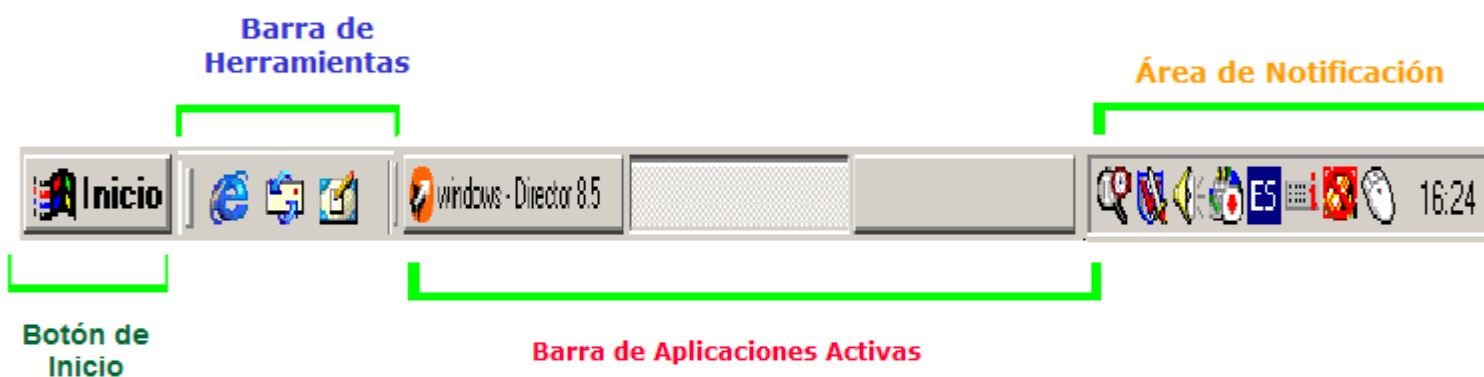 Barra de
Herramientas
Área de Notificación
Inicio
windows - Director 8.5
ES
16:24
Botón de
Inicio
Barra de Aplicaciones Activas